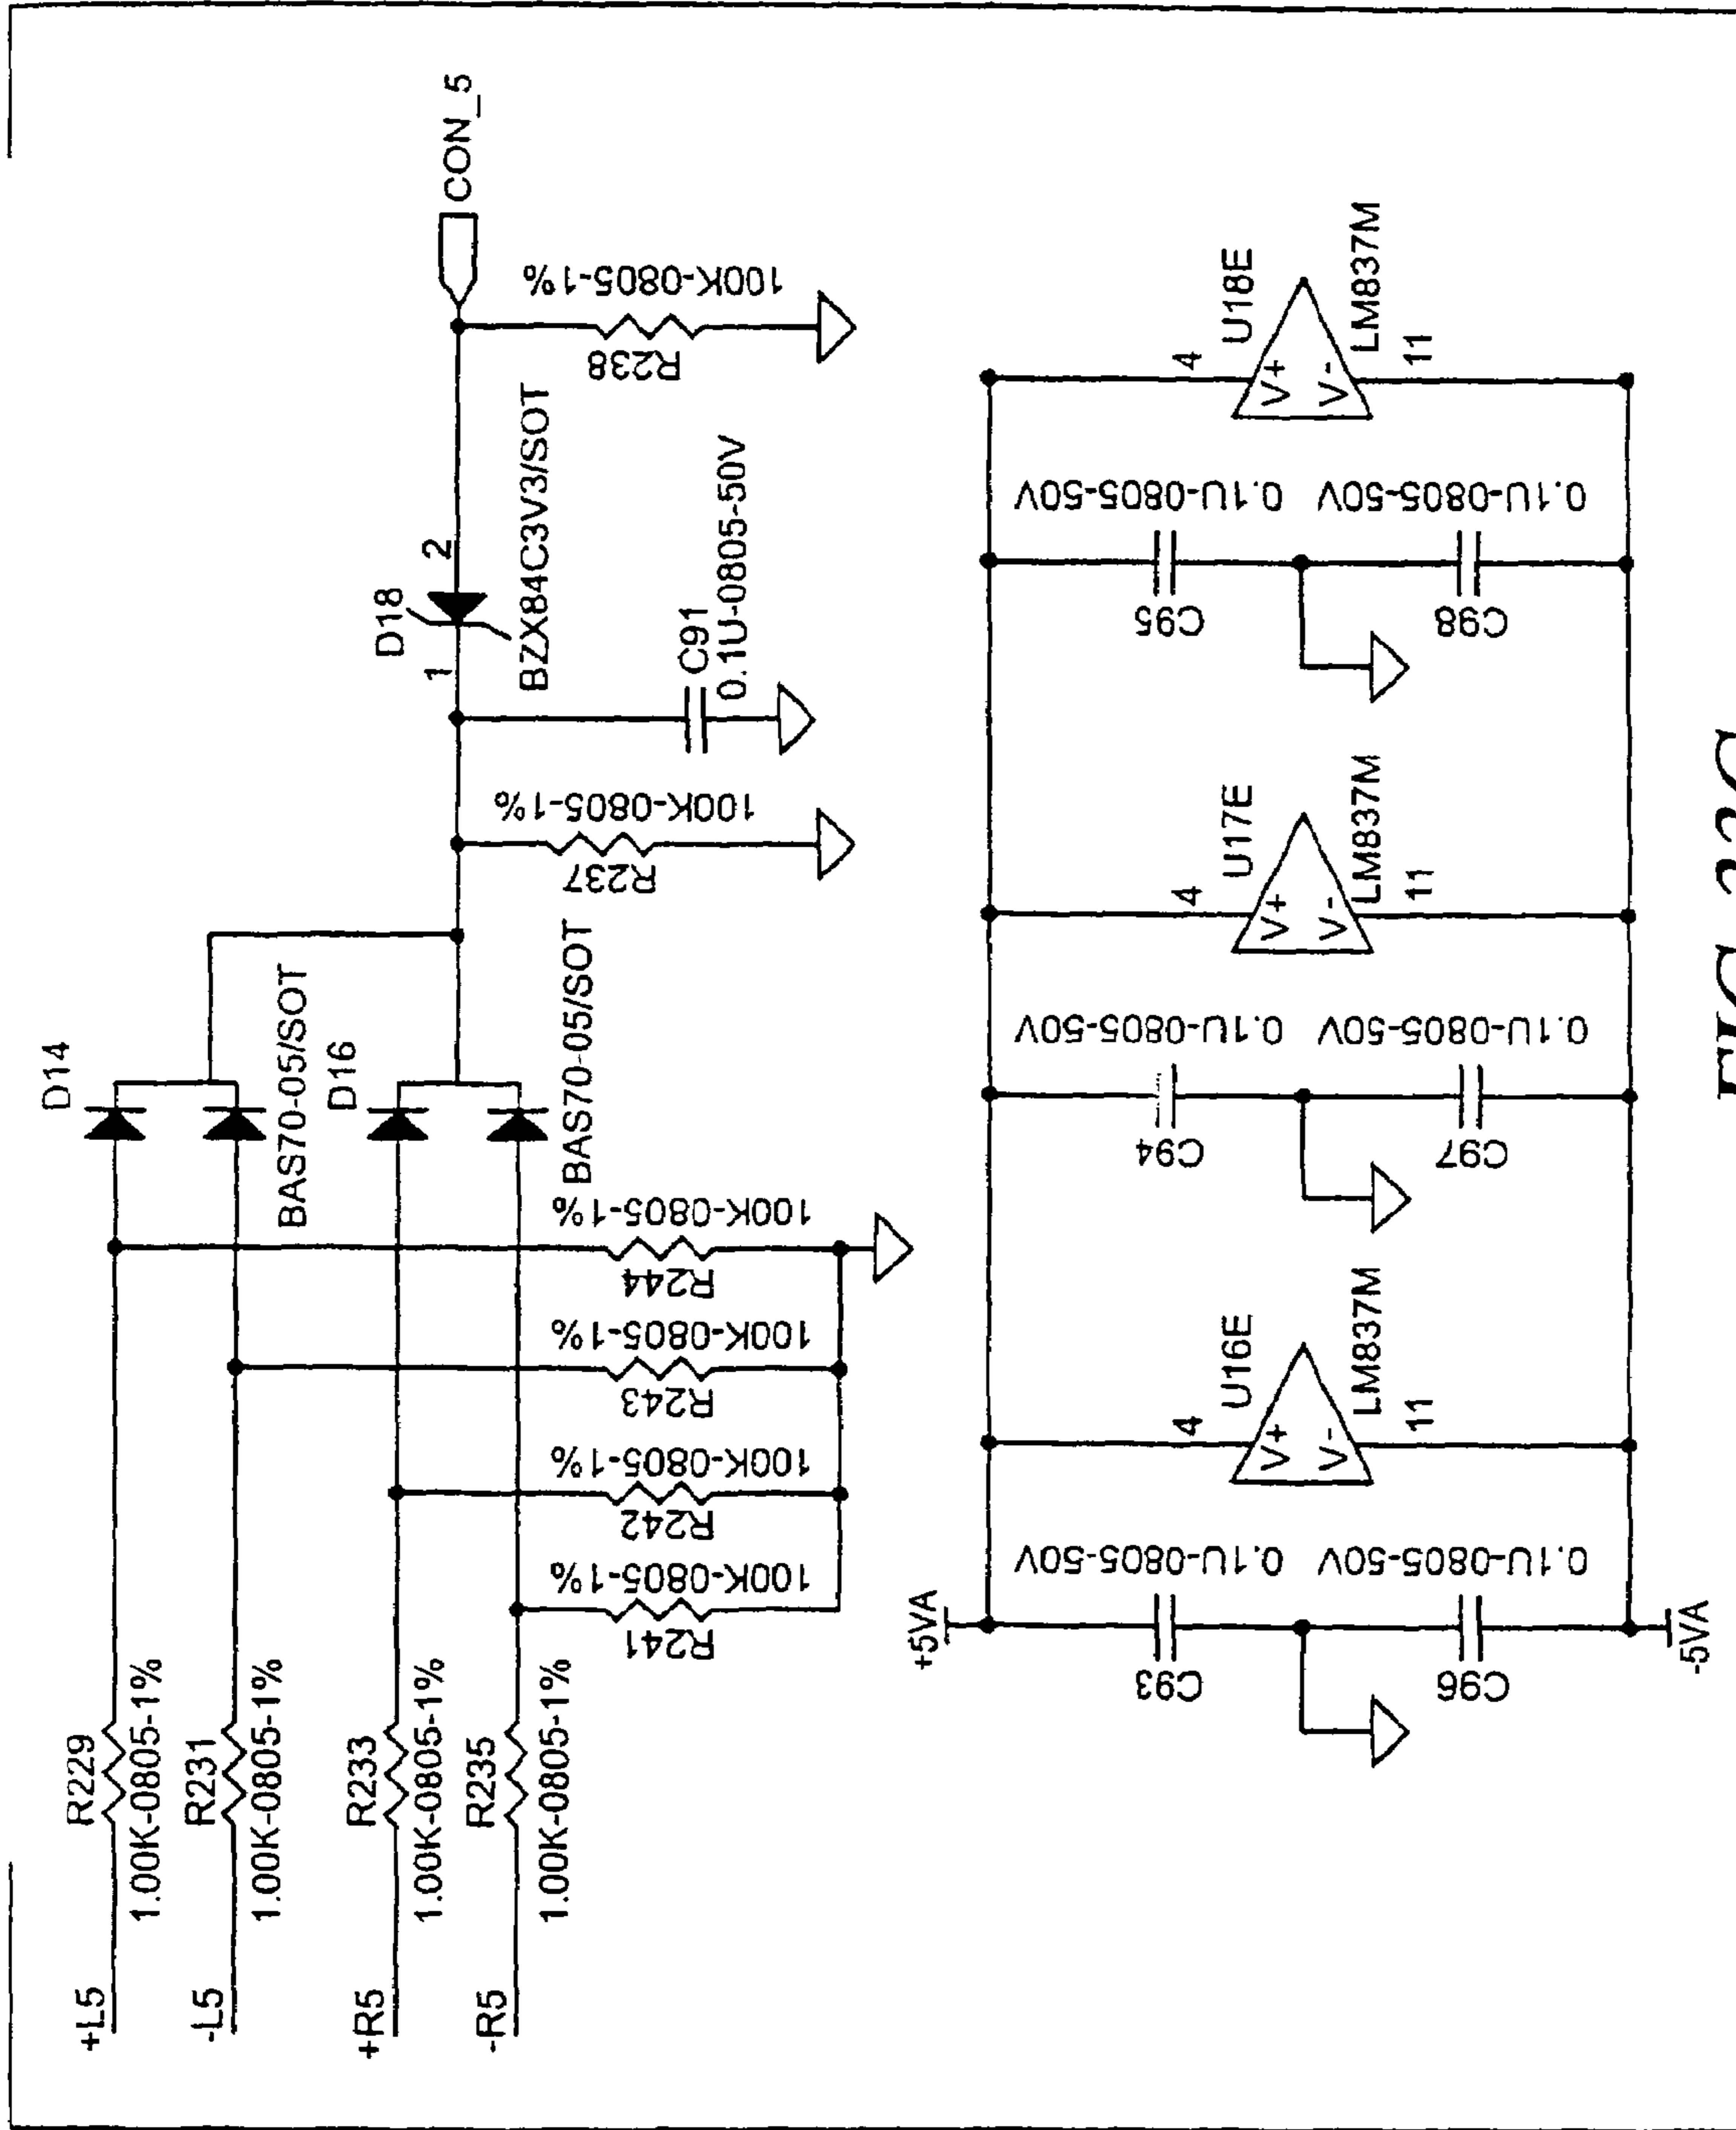 +L5
R229
1.00K-0805-1%
D14
-L5
R231
1.00K-0805-1%
BAS70-05/SOT
+R5
R233
1.00K-0805-1%
D16
-R5
R235
1.00K-0805-1%
BAS70-05/SOT
R241
100K-0805-1%
R242
100K-0805-1%
R243
100K-0805-1%
R244
100K-0805-1%
R237
100K-0805-1%
C91
0.1U-0805-50V
D18
1
2
BZX84C3V3/SOT
R238
100K-0805-1%
CON_5
+5VA
C93
0.1U-0805-50V
C96
0.1U-0805-50V
-5VA
U16E
4
V+
V-
LM837M
11
C94
0.1U-0805-50V
C97
0.1U-0805-50V
U17E
4
V+
V-
LM837M
11
C95
0.1U-0805-50V
C98
0.1U-0805-50V
U18E
4
V+
V-
LM837M
11